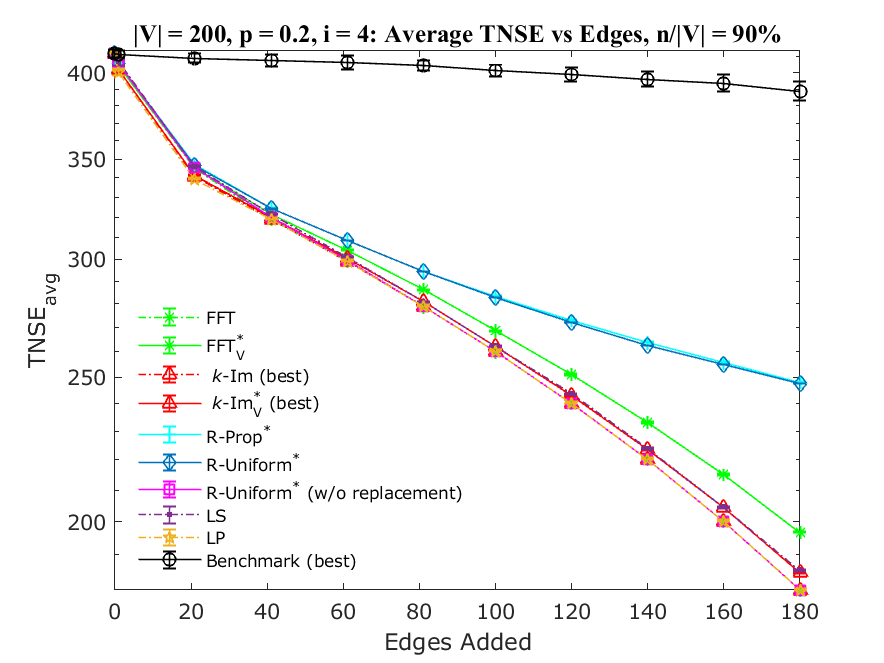 |V| = 200, p = 0.2, i = 4: Average TNSE vs Edges, n/|V| = 90%
400
350
300
250
200
TNSE_avg
FFT
FFT*_V
k-Im (best)
k-Im*_V (best)
R-Prop*
R-Uniform*
R-Uniform* (w/o replacement)
LS
LP
Benchmark (best)
0 20 40 60 80 100 120 140 160 180
Edges Added